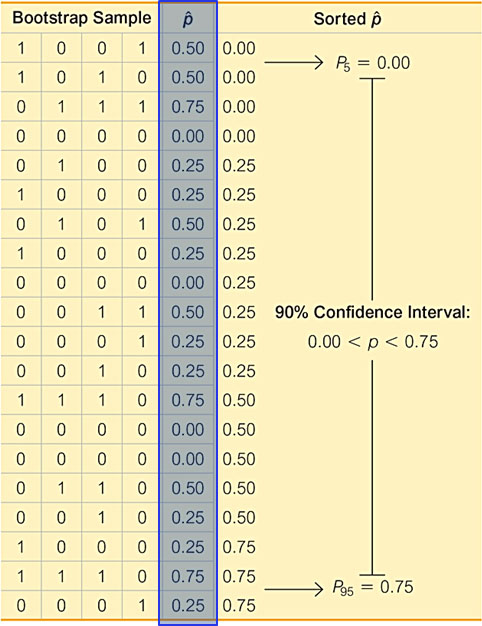 Bootstrap Sample p̂ Sorted p̂
1 0 0 1 0.50 0.00
1 0 1 0 0.50 0.00 P5 = 0.00
0 1 1 1 0.75 0.00
0 0 0 0 0.00 0.00
0 1 0 0 0.25 0.25
1 0 0 0 0.25 0.25
0 1 0 1 0.50 0.25
1 0 0 0 0.25 0.25
0 0 0 0 0.00 0.25
0 0 1 1 0.50 0.25 90% Confidence Interval:
0 0 0 1 0.25 0.25 0.00 < p < 0.75
0 0 1 0 0.25 0.25
1 1 1 0 0.75 0.50
0 0 0 0 0.00 0.50
0 0 0 0 0.00 0.50
0 1 1 0 0.50 0.50
0 0 1 0 0.25 0.50
1 0 0 0 0.25 0.75
1 1 1 0 0.75 0.75 P95 = 0.75
0 0 0 1 0.25 0.75